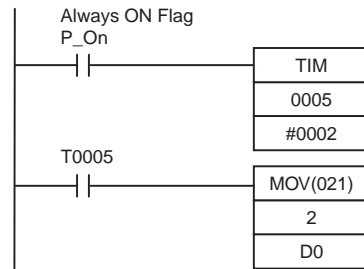 Always ON Flag
P_On
TIM
0005
#0002
T0005
MOV(021)
2
D0